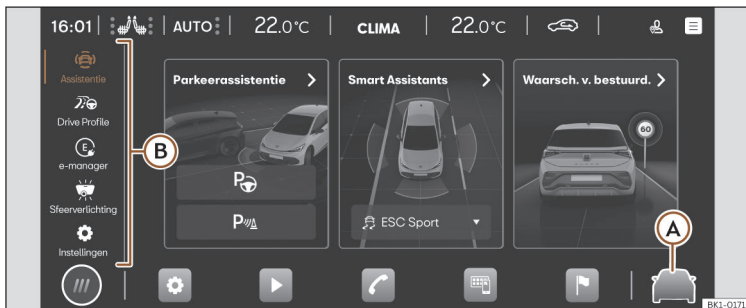 16:01 AUTO 22.0°C CLIMA 22.0°C
Assistentie
Drive Profile
E
e-manager
Sfeerverlichting
Instellingen
B
Parkeerassistentie
P
P
Smart Assistants
ESC Sport
Waarsch. v. bestuurd.
60
A
BK1-0171